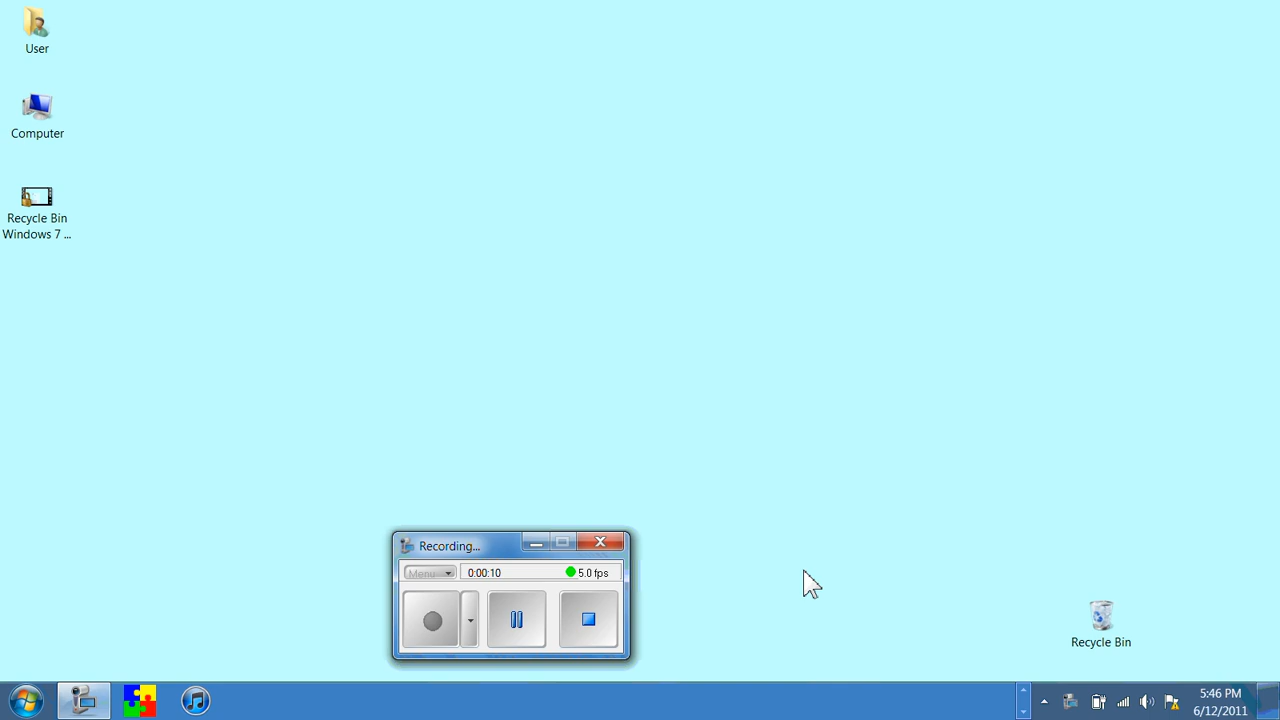 User
Computer
Recycle Bin
Windows 7 ...
Recording...
Menu
0:00:10
5.0 fps
Recycle Bin
5:46 PM
6/12/2011